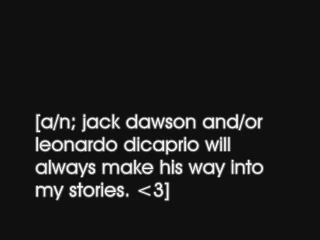 [a/n; jack dawson and/or
leonardo dicaprio will
always make his way into
my stories. <3]